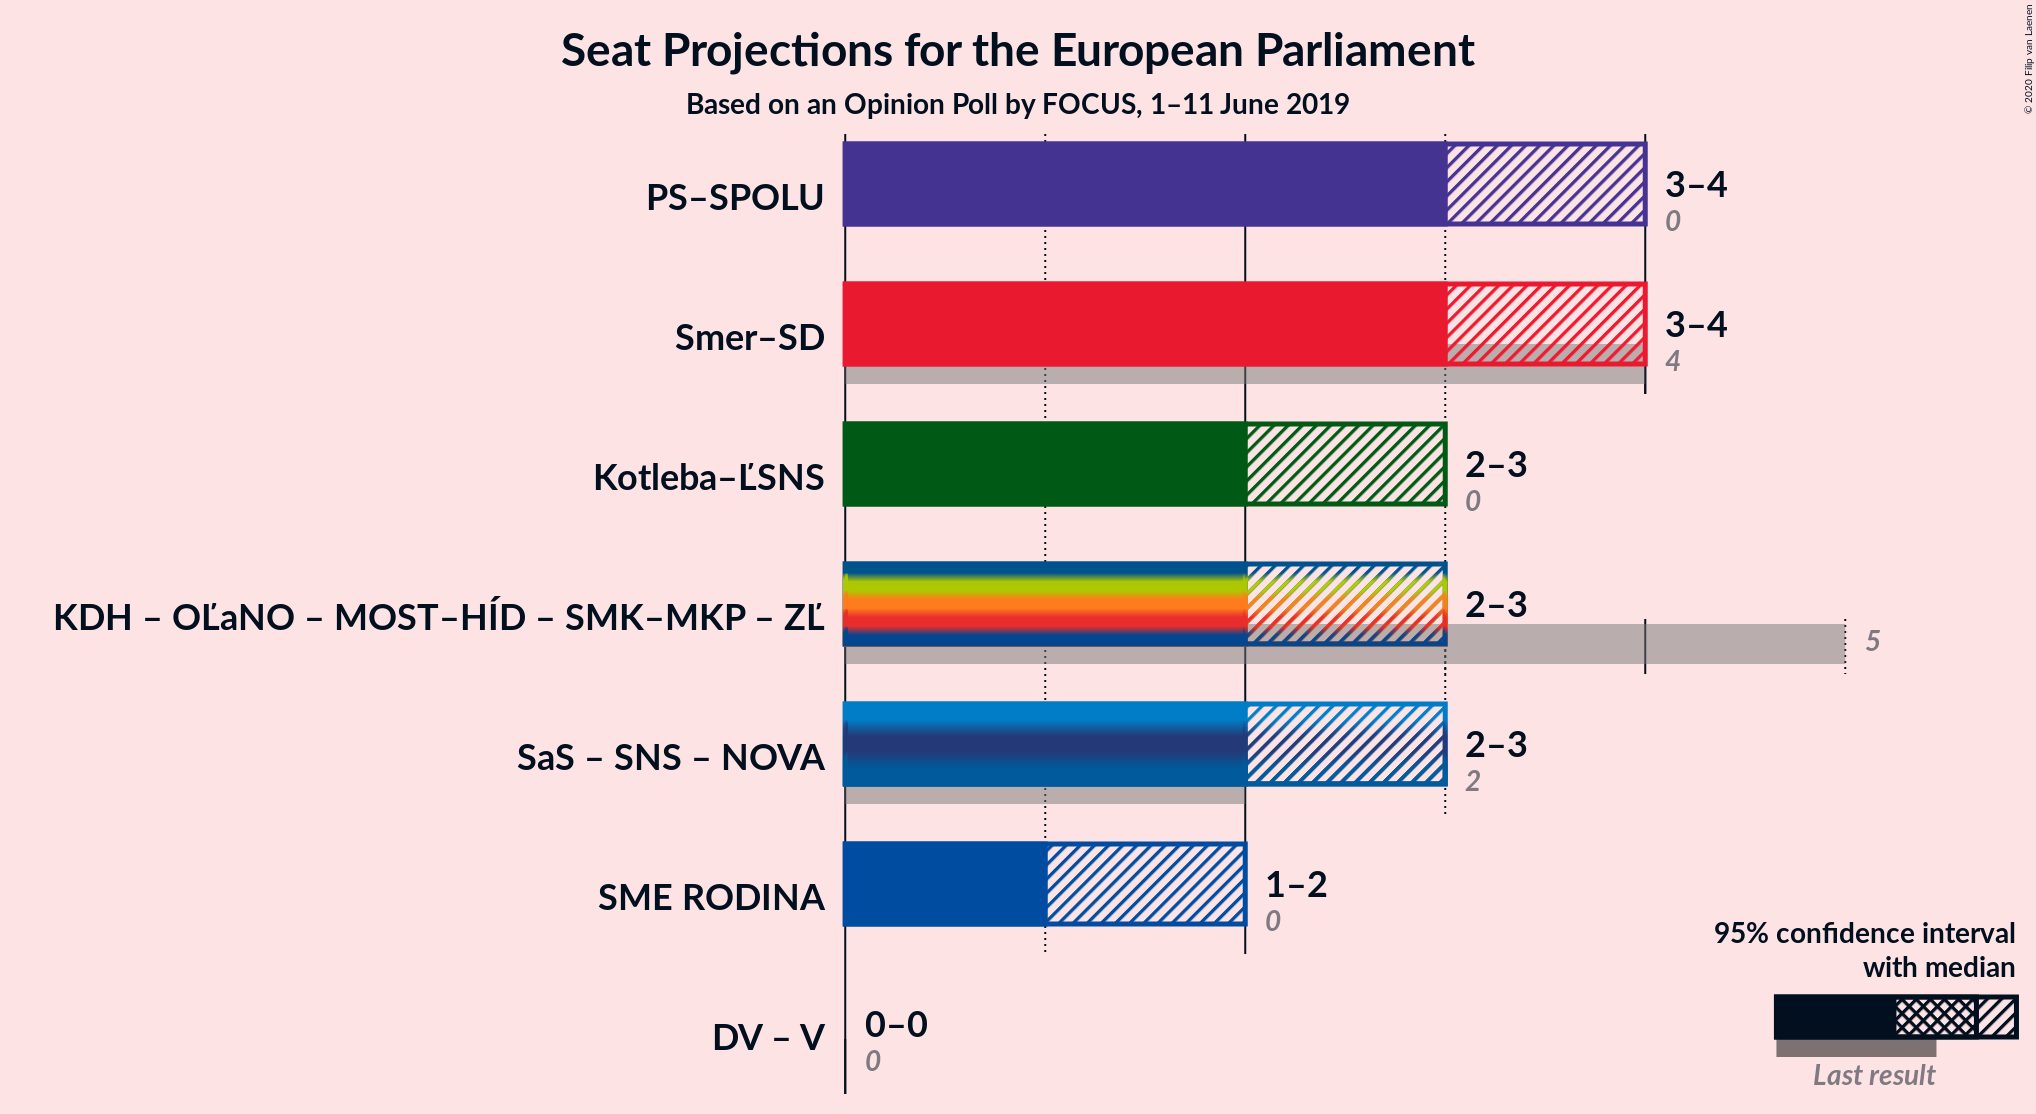 Seat Projections for the European Parliament
Based on an Opinion Poll by FOCUS, 1–11 June 2019
© 2020 Filip van Laenen
PS–SPOLU
3–4
0
Smer–SD
3–4
4
Kotleba–ĽSNS
2–3
0
KDH – OĽaNO – MOST–HÍD – SMK–MKP – ZĽ
2–3
5
SaS – SNS – NOVA
2–3
2
SME RODINA
1–2
0
DV – V
0–0
0
95% confidence interval
with median
Last result